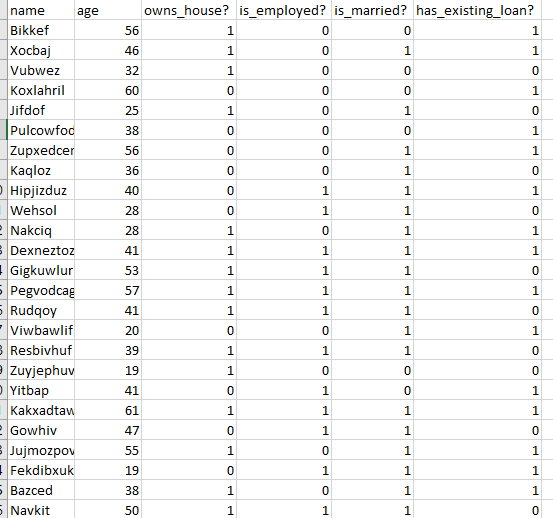 name age owns_house? is_employed? is_married? has_existing_loan?
Bikkef 56 1 0 0 1
Xocbaj 46 1 0 1 1
Vubwez 32 1 0 0 0
Koxlahril 60 0 0 0 1
Jifdof 25 1 0 1 0
Pulcowfod 38 0 0 0 1
Zupxedcer 56 0 0 1 1
Kaqloz 36 0 0 1 0
Hipjizduz 40 0 1 1 1
Wehsol 28 0 1 1 0
Nakciq 28 1 0 1 1
Dexneztoz 41 1 1 1 1
Gigkuwlur 53 1 1 1 0
Pegvodcag 57 1 1 1 1
Rudqoy 41 1 1 1 0
Viwbawlif 20 0 0 1 1
Resbivhuf 39 1 1 1 0
Zuyjephuv 19 1 0 0 0
Yitbap 41 0 1 0 1
Kakxadtaw 61 1 1 1 1
Gowhiv 47 0 1 1 0
Jujmozpov 55 1 0 1 1
Fekdibxuk 19 0 1 1 1
Bazced 38 1 0 1 0
Navkit 50 1 1 1 0